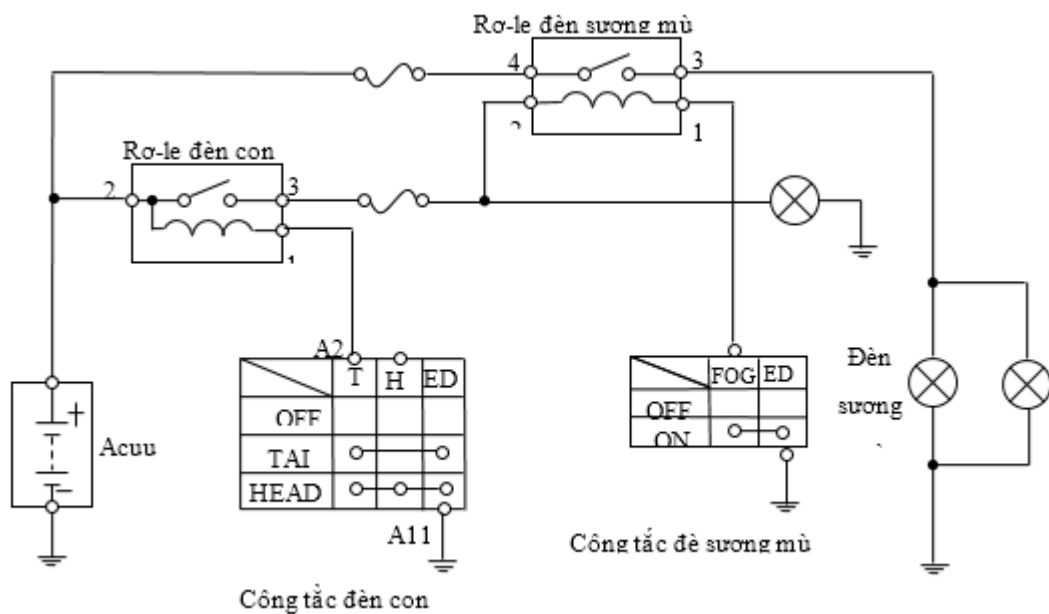 Rơ-le đèn sương mù
4
3
1
Rơ-le đèn con
2
3
1
A2
T H ED
OFF
TAI
HEAD
A11
Công tắc đèn con
+
Acuu
−
FOG ED
OFF
ON
Công tắc đè sương mù
Đèn
sương